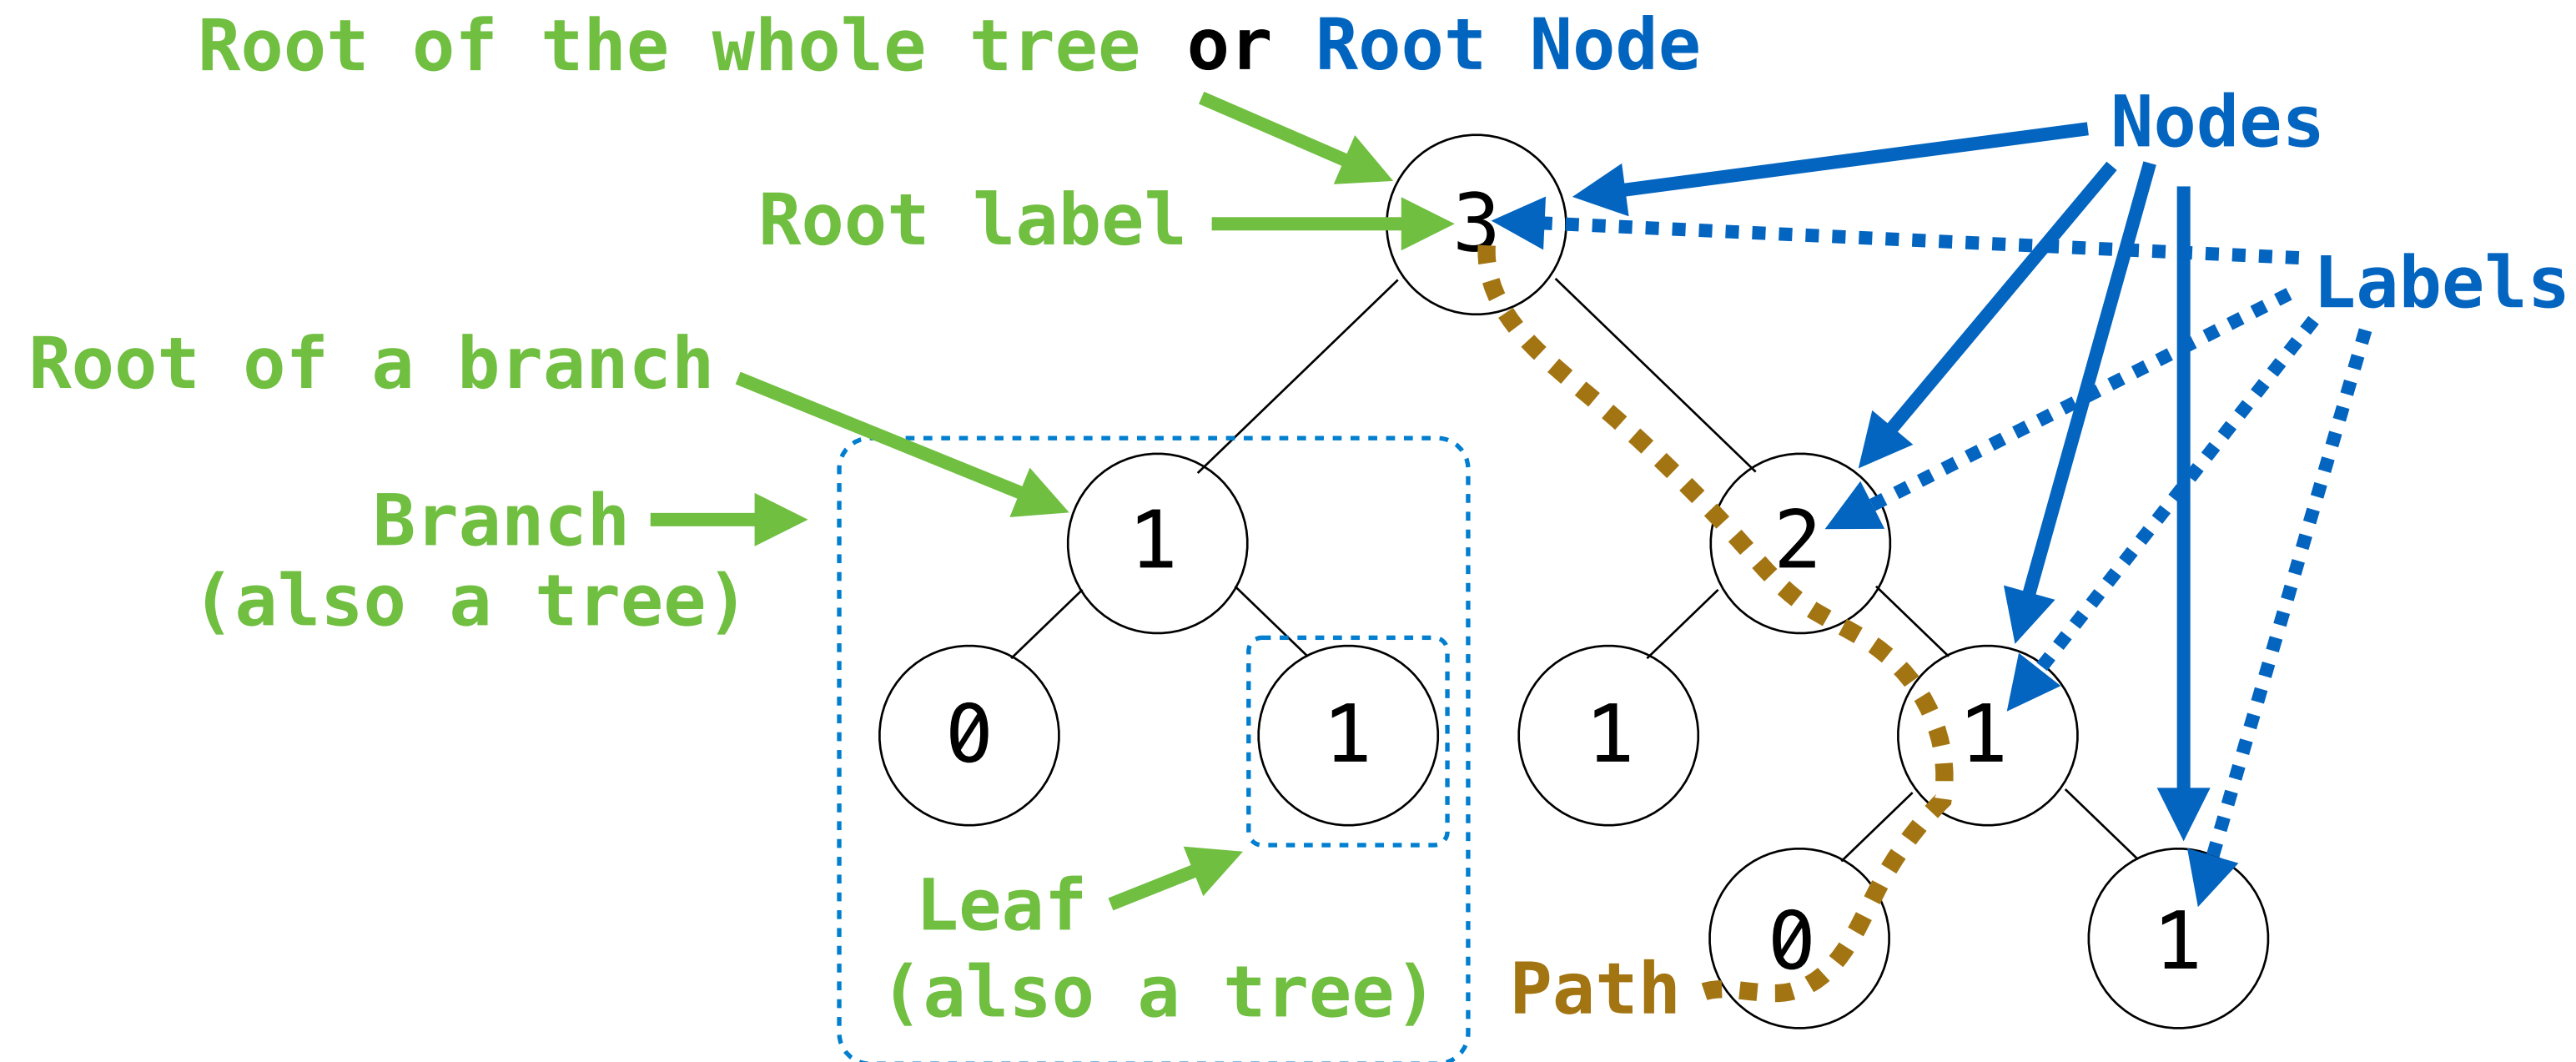 Root of the whole tree or Root Node
Nodes
Root label
3
Labels
Root of a branch
Branch
(also a tree)
1
2
0
1
1
1
Leaf
(also a tree)
Path
0
1